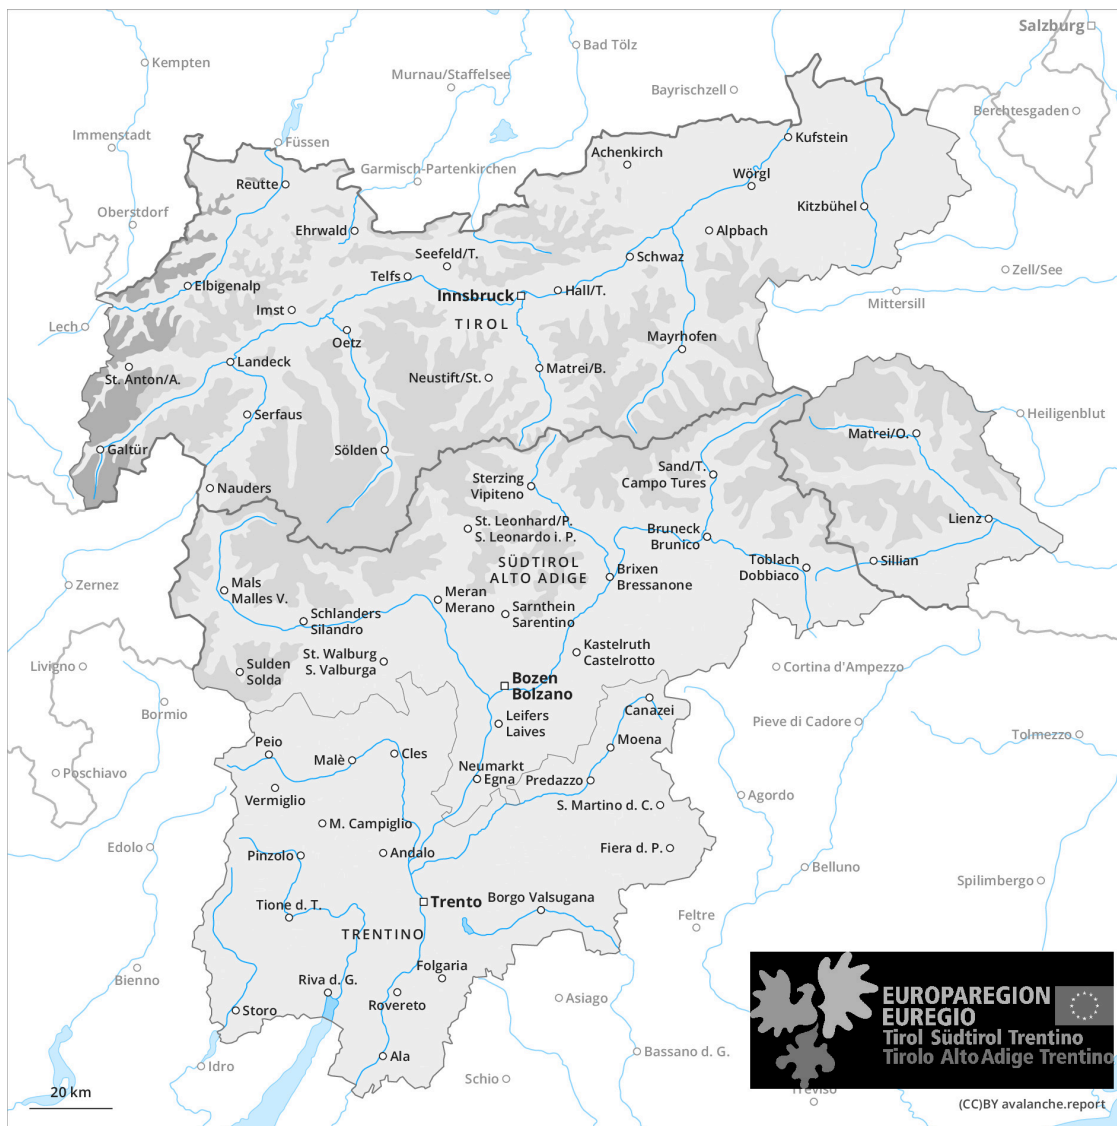 Salzburg
Bad Tölz
Kempten
Murnau/Staffelsee
Bayrischzell
Berchtesgaden
Immenstadt
Füssen
Kufstein
Achenkirch
Garmisch-Partenkirchen
Wörgl
Reutte
Kitzbühel
Oberstdorf
Ehrwald
Alpbach
Seefeld/T.
Schwaz
Telfs
Zell/See
Elbigenalp
Innsbruck
Hall/T.
Mittersill
Imst
TIROL
Lech
Oetz
Mayrhofen
Landeck
Matrei/B.
St. Anton/A.
Neustift/St.
Serfaus
Heiligenblut
Matrei/O.
Galtür
Sölden
Sand/T.
Campo Tures
Sterzing
Vipiteno
Nauders
Lienz
St. Leonhard/P.
S. Leonardo i. P.
Bruneck
Brunico
SÜDTIROL
ALTO ADIGE
Toblach
Dobbiaco
Sillian
Brixen
Bressanone
Zernez
Mals
Malles V.
Meran
Merano
Schlanders
Silandro
Sarnthein
Sarentino
Kastelruth
Castelrotto
St. Walburg
S. Valburga
Livigno
Sulden
Solda
Cortina d'Ampezzo
Bozen
Bolzano
Bormio
Canazei
Leifers
Laives
Pieve di Cadore
Tolmezzo
Peio
Moena
Malè
Cles
Poschiavo
Neumarkt
Egna
Predazzo
Vermiglio
Agordo
S. Martino d. C.
M. Campiglio
Edolo
Pinzolo
Andalo
Fiera d. P.
Belluno
Spilimbergo
Tione d. T.
Trento
Borgo Valsugana
Feltre
TRENTINO
Bienno
Folgaria
Riva d. G.
Rovereto
Asiago
Storo
EUROPAREGION
EUREGIO
Tirol Südtirol Trentino
Tirolo Alto Adige Trentino
Ala
Idro
Bassano d. G.
Schio
Treviso
20 km
(CC)BY avalanche.report